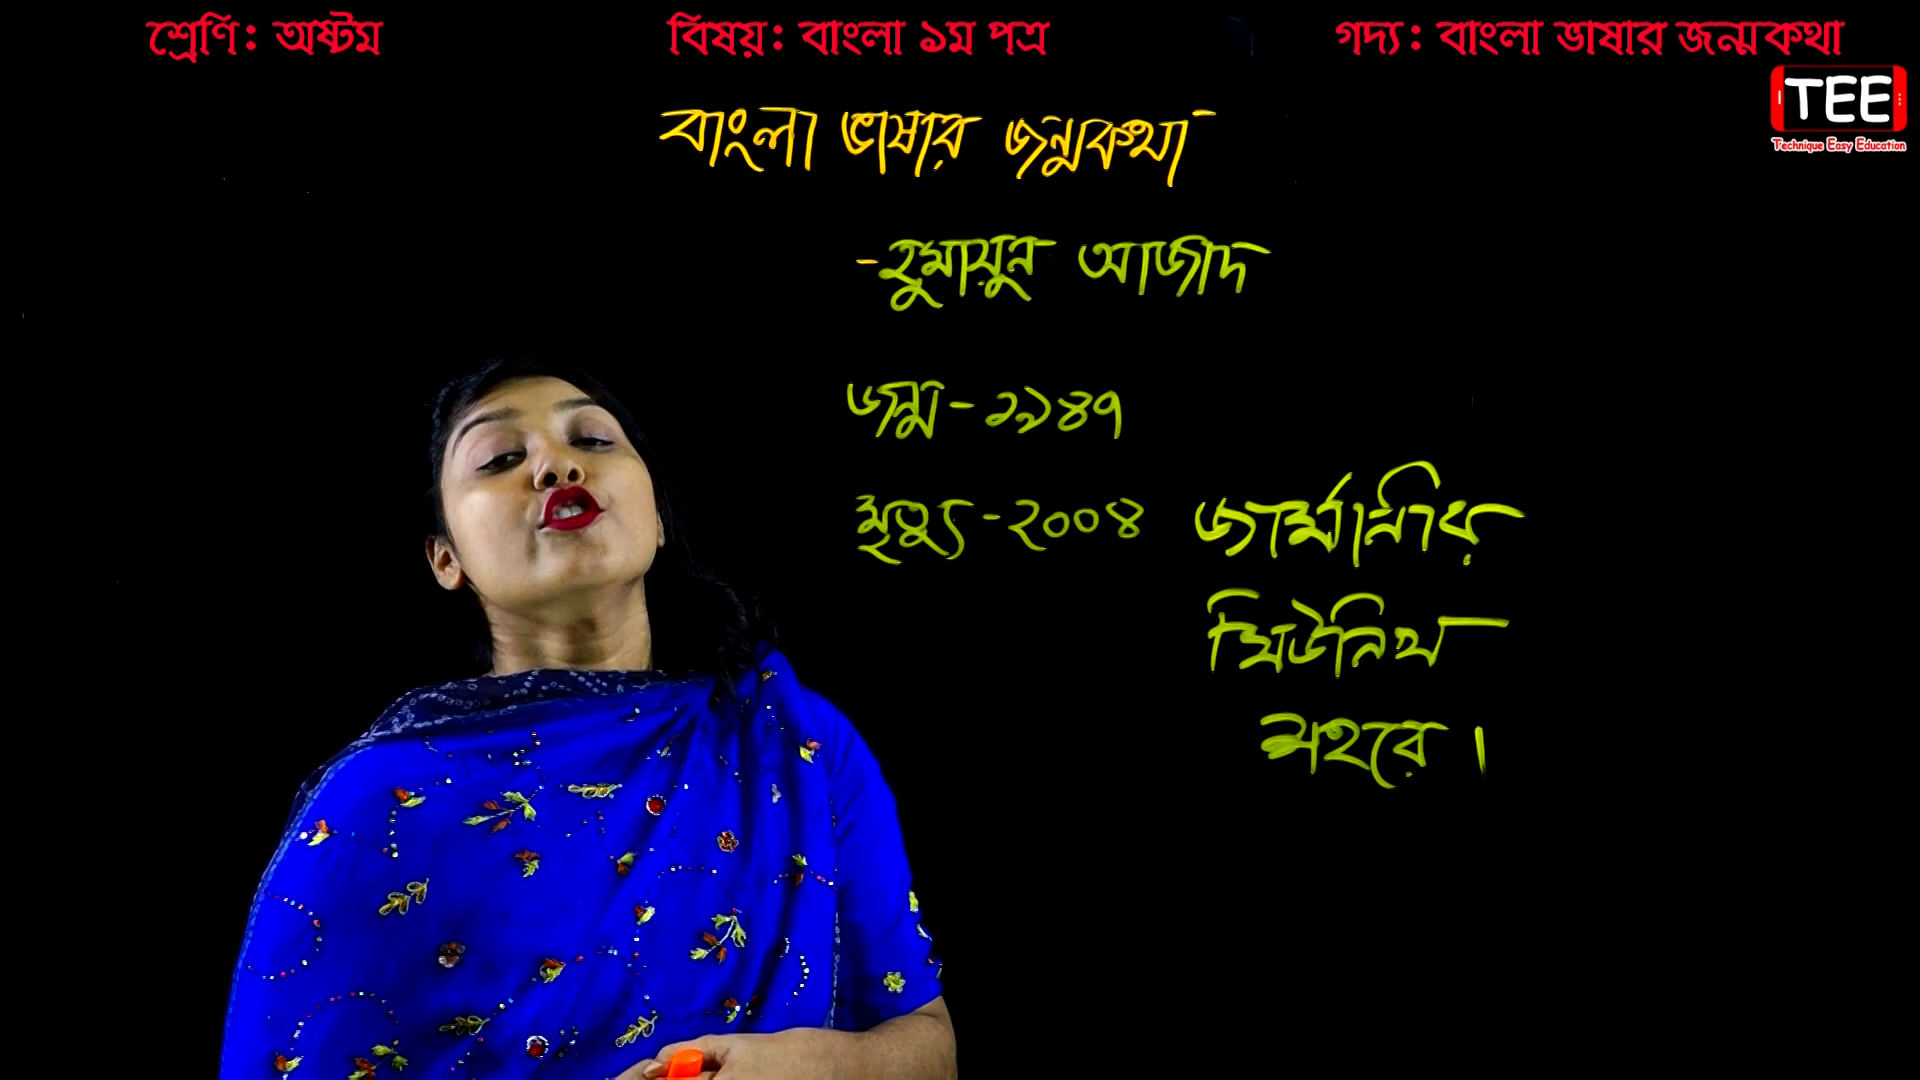 শ্রেণি: অষ্টম
বিষয়: বাংলা ১ম পত্র
গদ্য: বাংলা ভাষার জন্মকথা
TEE
Technique Easy Education
বাংলা ভাষার জন্মকথা
-হুমায়ুন আজাদ
জন্ম-১৯৪৭
মৃত্যু-২০০৪ জার্মানীর
মিউনিখ
শহরে।